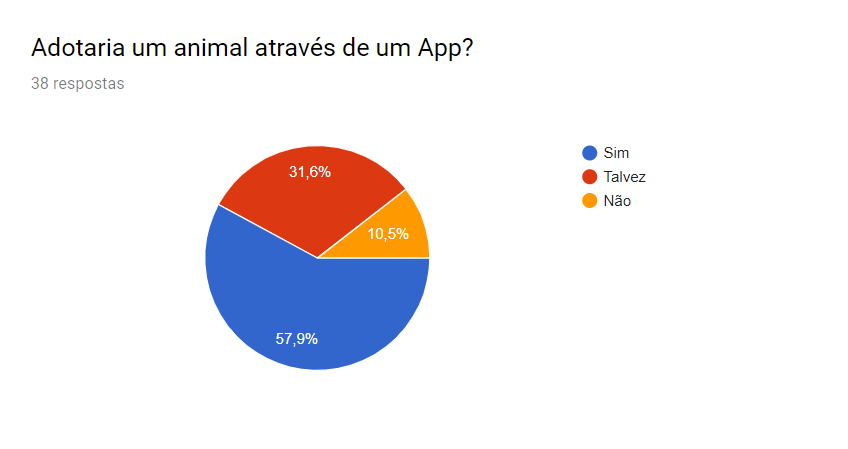 Adotaria um animal através de um App?
38 respostas
Sim
Talvez
Não
31,6%
10,5%
57,9%